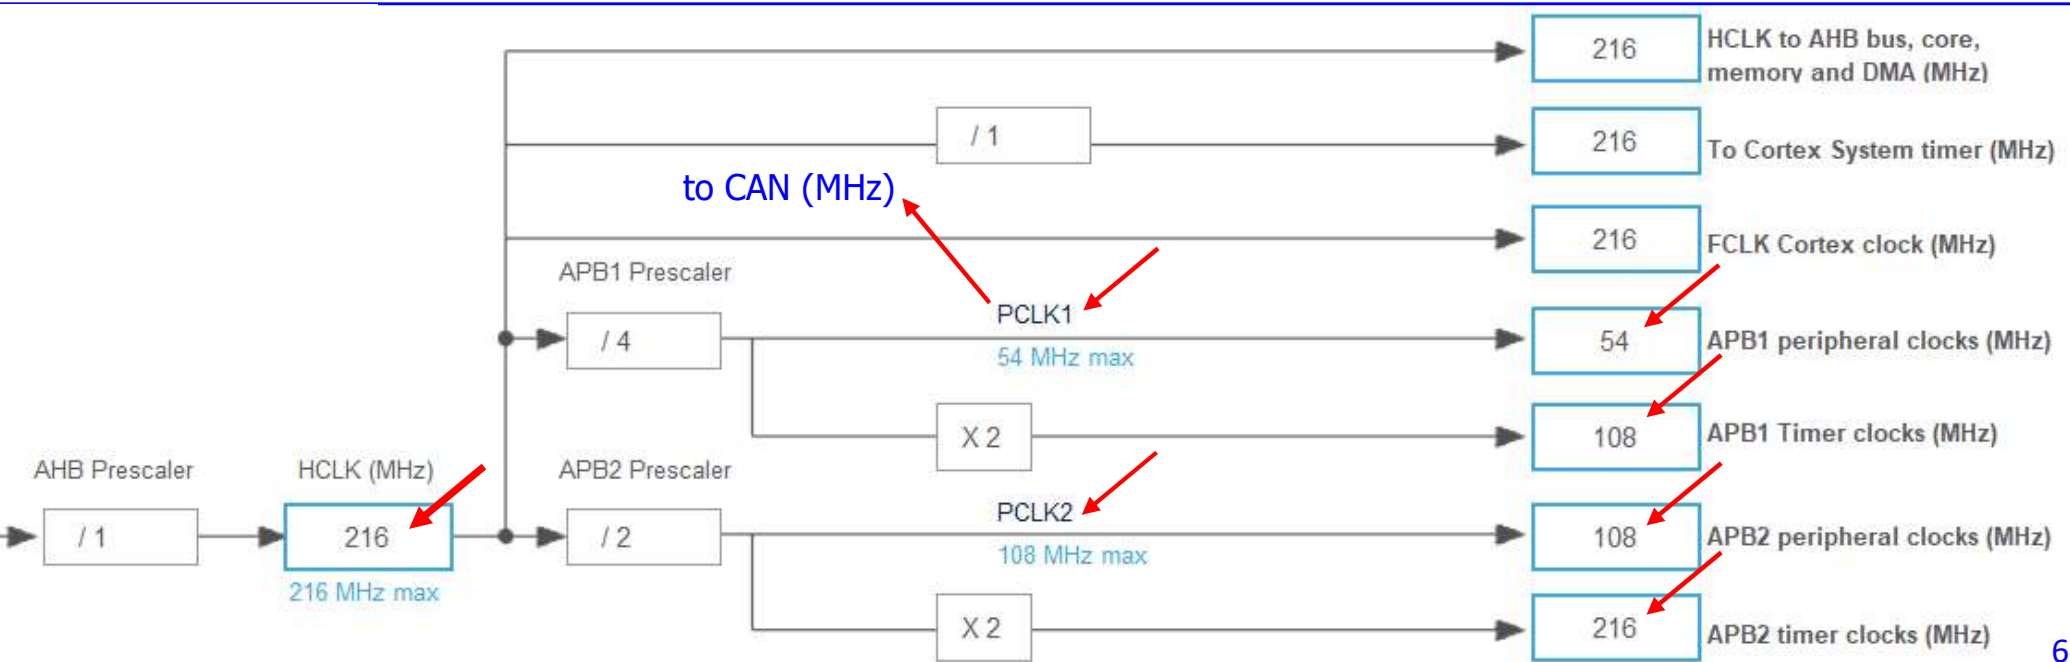 216
HCLK to AHB bus, core,
memory and DMA (MHz)
/ 1
216
To Cortex System timer (MHz)
to CAN (MHz)
216
FCLK Cortex clock (MHz)
APB1 Prescaler
/ 4
PCLK1
54 MHz max
54
APB1 peripheral clocks (MHz)
X 2
108
APB1 Timer clocks (MHz)
AHB Prescaler
HCLK (MHz)
APB2 Prescaler
/ 1
216
216 MHz max
/ 2
PCLK2
108 MHz max
108
APB2 peripheral clocks (MHz)
X 2
216
APB2 timer clocks (MHz)
6